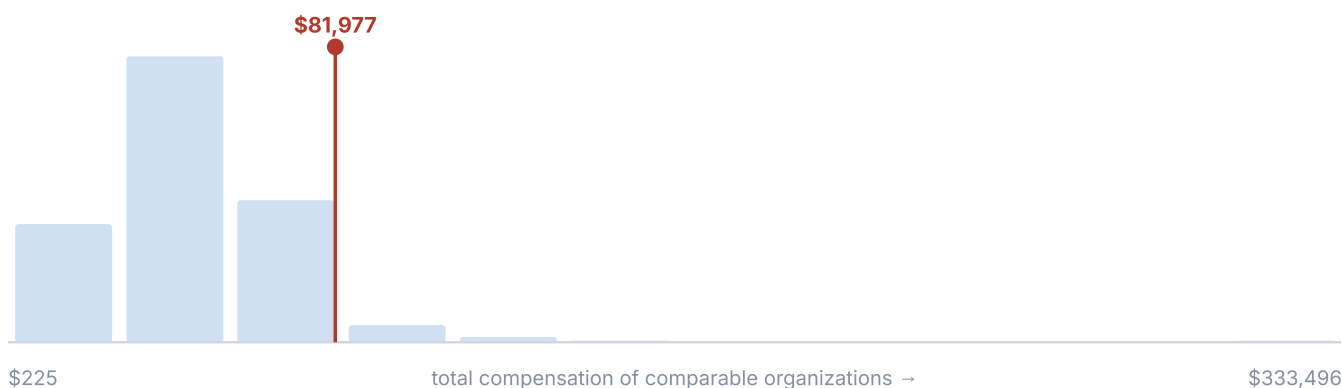 $81,977
$225 total compensation of comparable organizations → $333,496